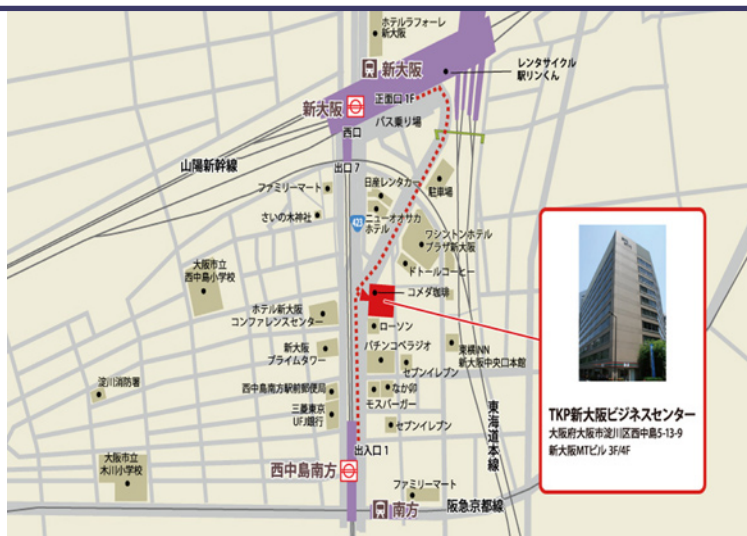 ホテルラフォーレ
新大阪
新大阪
レンタサイクル
駅リンくん
正面口 1F
新大阪
バス乗り場
西口
山陽新幹線
出口 7
日産レンタカー
駐車場
ファミリーマート
さいの木神社
423
ニューオオサカ
ホテル
ワシントンホテル
プラザ新大阪
大阪市立
西中島小学校
ドトールコーヒー
コメダ珈琲
ホテル新大阪
コンファレンスセンター
ローソン
パチンコベラジオ
新大阪
プライムタワー
東横INN
新大阪中央口本館
セブンイレブン
淀川消防署
西中島南方駅前郵便局
なか卯
モスバーガー
三菱東京
UFJ銀行
セブンイレブン
東海道本線
出入口 1
大阪市立
木川小学校
西中島南方
ファミリーマート
阪急京都線
南方
TKP新大阪ビジネスセンター
大阪府大阪市淀川区西中島5-13-9
新大阪MTビル 3F/4F